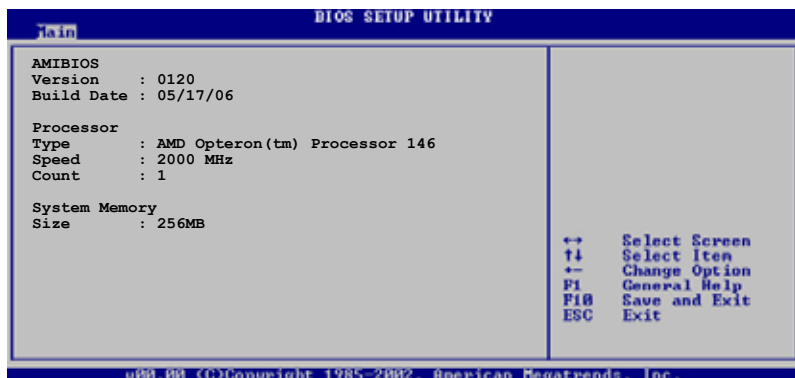 BIOS SETUP UTILITY
Main
AMIBIOS
Version : 0120
Build Date : 05/17/06
Processor
Type : AMD Opteron(tm) Processor 146
Speed : 2000 MHz
Count : 1
System Memory
Size : 256MB
↔ Select Screen
↑↓ Select Item
+- Change Option
F1 General Help
F10 Save and Exit
ESC Exit
v00.00 (C)Copyright 1985-2002, American Megatrends, Inc.